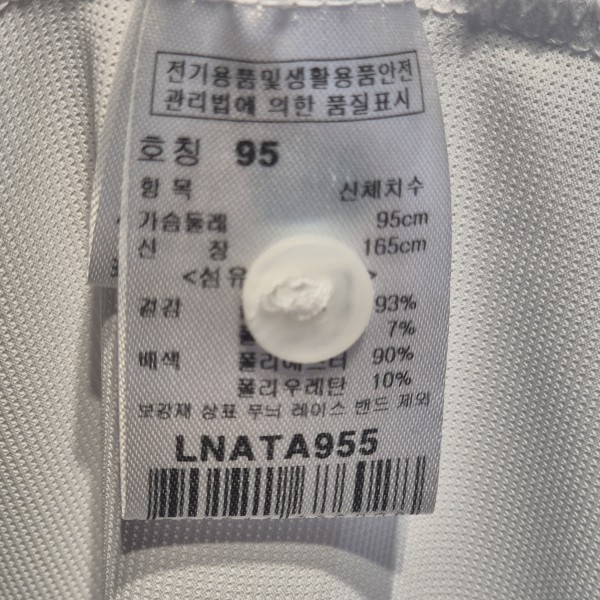 전기용품및생활용품안전
관리법에 의한 품질표시
호칭 95
항 목 신체치수
가슴둘레 95cm
신 장 165cm
<섬유 >
겉감 93%
7%
배색 폴리에스터 90%
폴리우레탄 10%
보강재 상표 무늬 레이스 밴드 제외
LNATA955